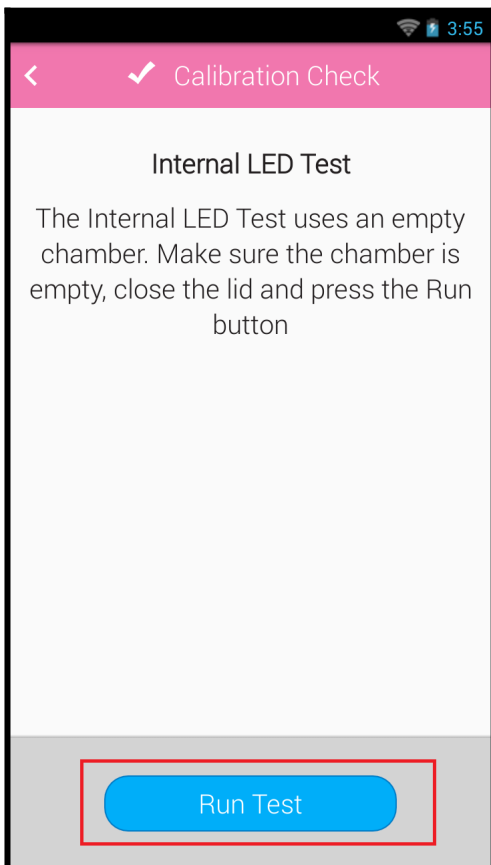 3:55
Calibration Check
Internal LED Test
The Internal LED Test uses an empty
chamber. Make sure the chamber is
empty, close the lid and press the Run
button
Run Test